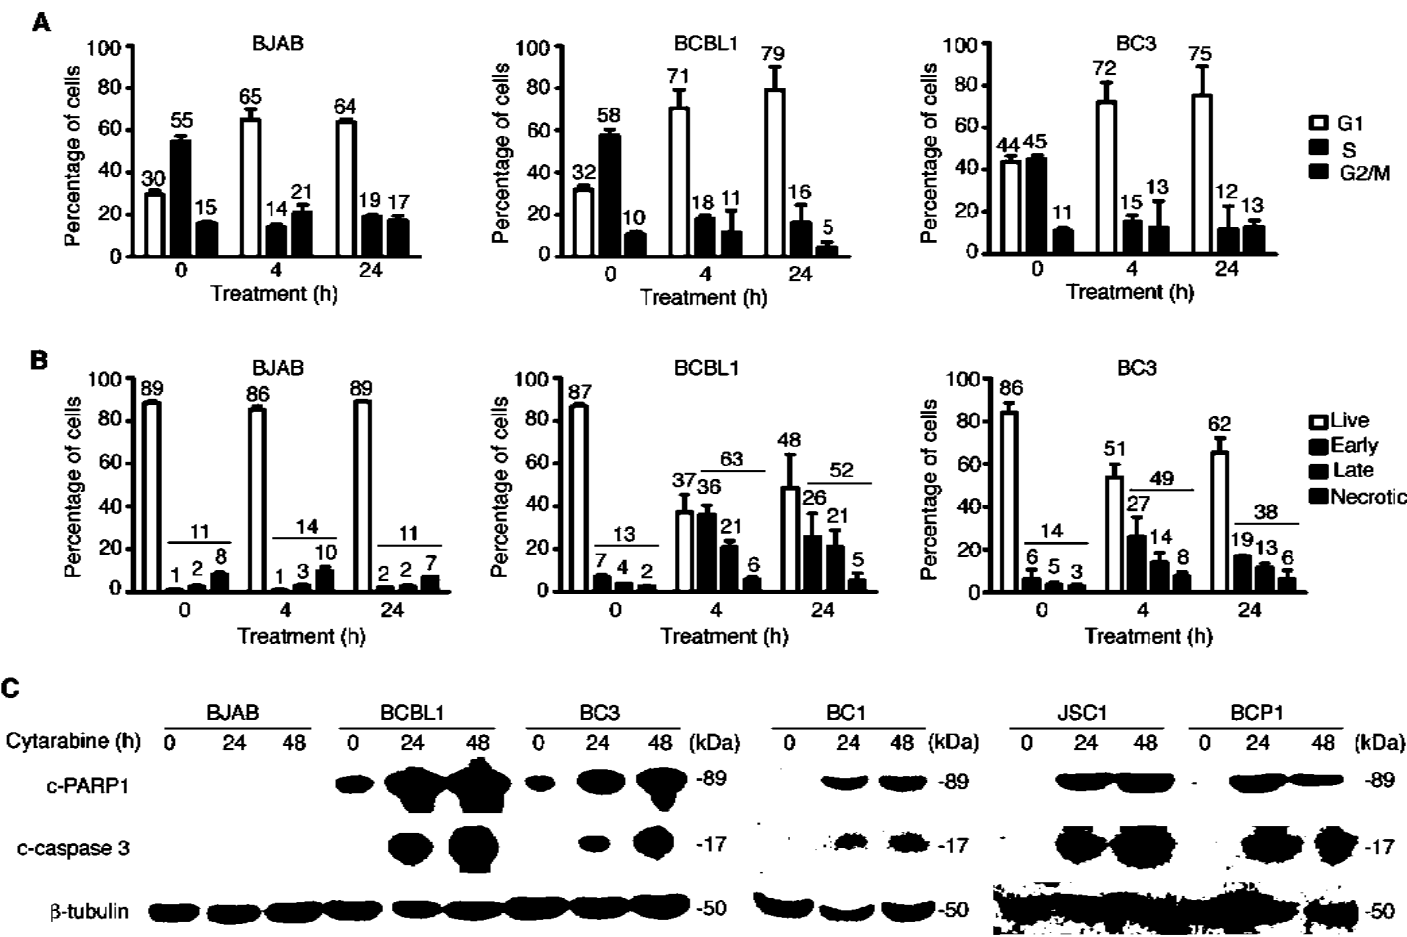 A
BJAB
BCBL1
BC3
Percentage of cells
100
80
60
40
20
0
30 55 15 65 14 21 64 19 17
0 4 24
Treatment (h)
Percentage of cells
100
80
60
40
20
0
32 58 10 71 18 11 79 16 5
0 4 24
Treatment (h)
Percentage of cells
100
80
60
40
20
0
44 45 11 72 15 13 75 12 13
0 4 24
Treatment (h)
G1
S
G2/M
B
BJAB
BCBL1
BC3
Percentage of cells
100
80
60
40
20
0
89 11 1 2 8 86 14 1 3 10 89 11 2 2 7
0 4 24
Treatment (h)
Percentage of cells
100
80
60
40
20
0
87 13 7 4 2 37 63 36 21 6 48 52 26 21 5
0 4 24
Treatment (h)
Percentage of cells
100
80
60
40
20
0
86 14 6 5 3 51 49 27 14 8 62 38 19 13 6
0 4 24
Treatment (h)
Live
Early
Late
Necrotic
C
BJAB BCBL1 BC3 BC1 JSC1 BCP1
Cytarabine (h) 0 24 48 0 24 48 0 24 48 (kDa) 0 24 48 (kDa) 0 24 48 0 24 48 (kDa)
c-PARP1 -89 -89 -89
c-caspase 3 -17 -17 -17
β-tubulin -50 -50 -50